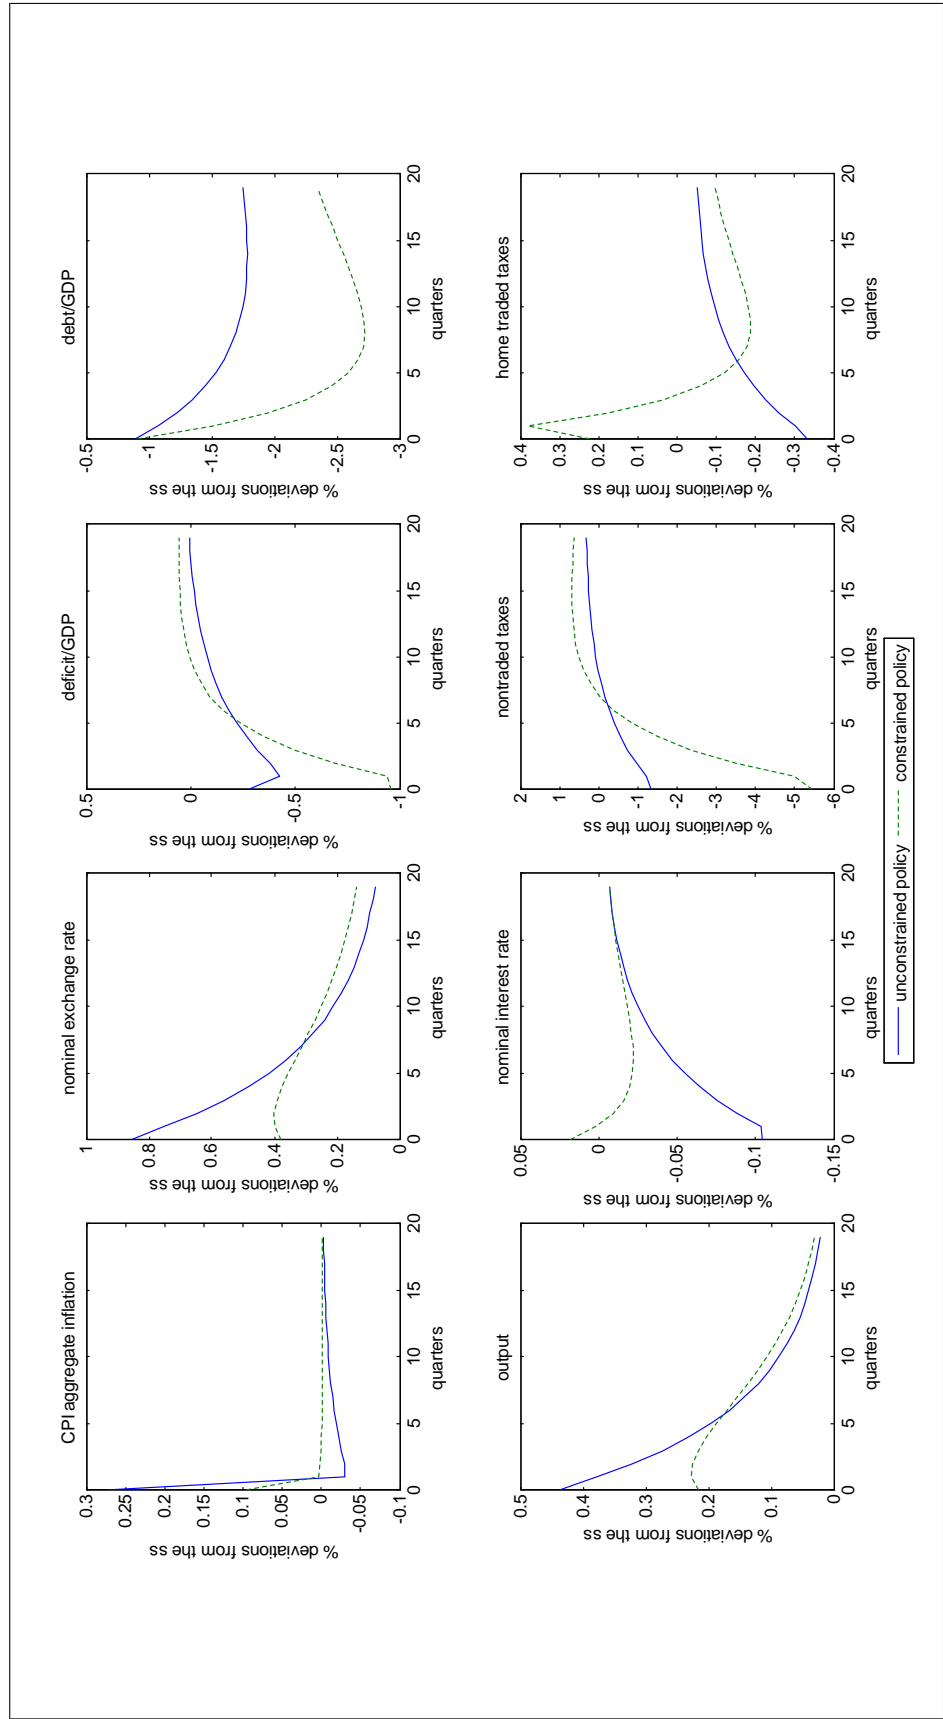 CPI aggregate inflation
% deviations from the ss
0.3
0.25
0.2
0.15
0.1
0.05
0
-0.05
-0.1
0 5 10 15 20
quarters
nominal exchange rate
% deviations from the ss
1
0.8
0.6
0.4
0.2
0
0 5 10 15 20
quarters
deficit/GDP
% deviations from the ss
0.5
0
-0.5
-1
0 5 10 15 20
quarters
debt/GDP
% deviations from the ss
-0.5
-1
-1.5
-2
-2.5
-3
0 5 10 15 20
quarters
output
% deviations from the ss
0.5
0.4
0.3
0.2
0.1
0
0 5 10 15 20
quarters
nominal interest rate
% deviations from the ss
0.05
0
-0.05
-0.1
-0.15
0 5 10 15 20
quarters
nontraded taxes
% deviations from the ss
2
1
0
-1
-2
-3
-4
-5
-6
0 5 10 15 20
quarters
home traded taxes
% deviations from the ss
0.4
0.3
0.2
0.1
0
-0.1
-0.2
-0.3
-0.4
0 5 10 15 20
quarters
unconstrained policy constrained policy